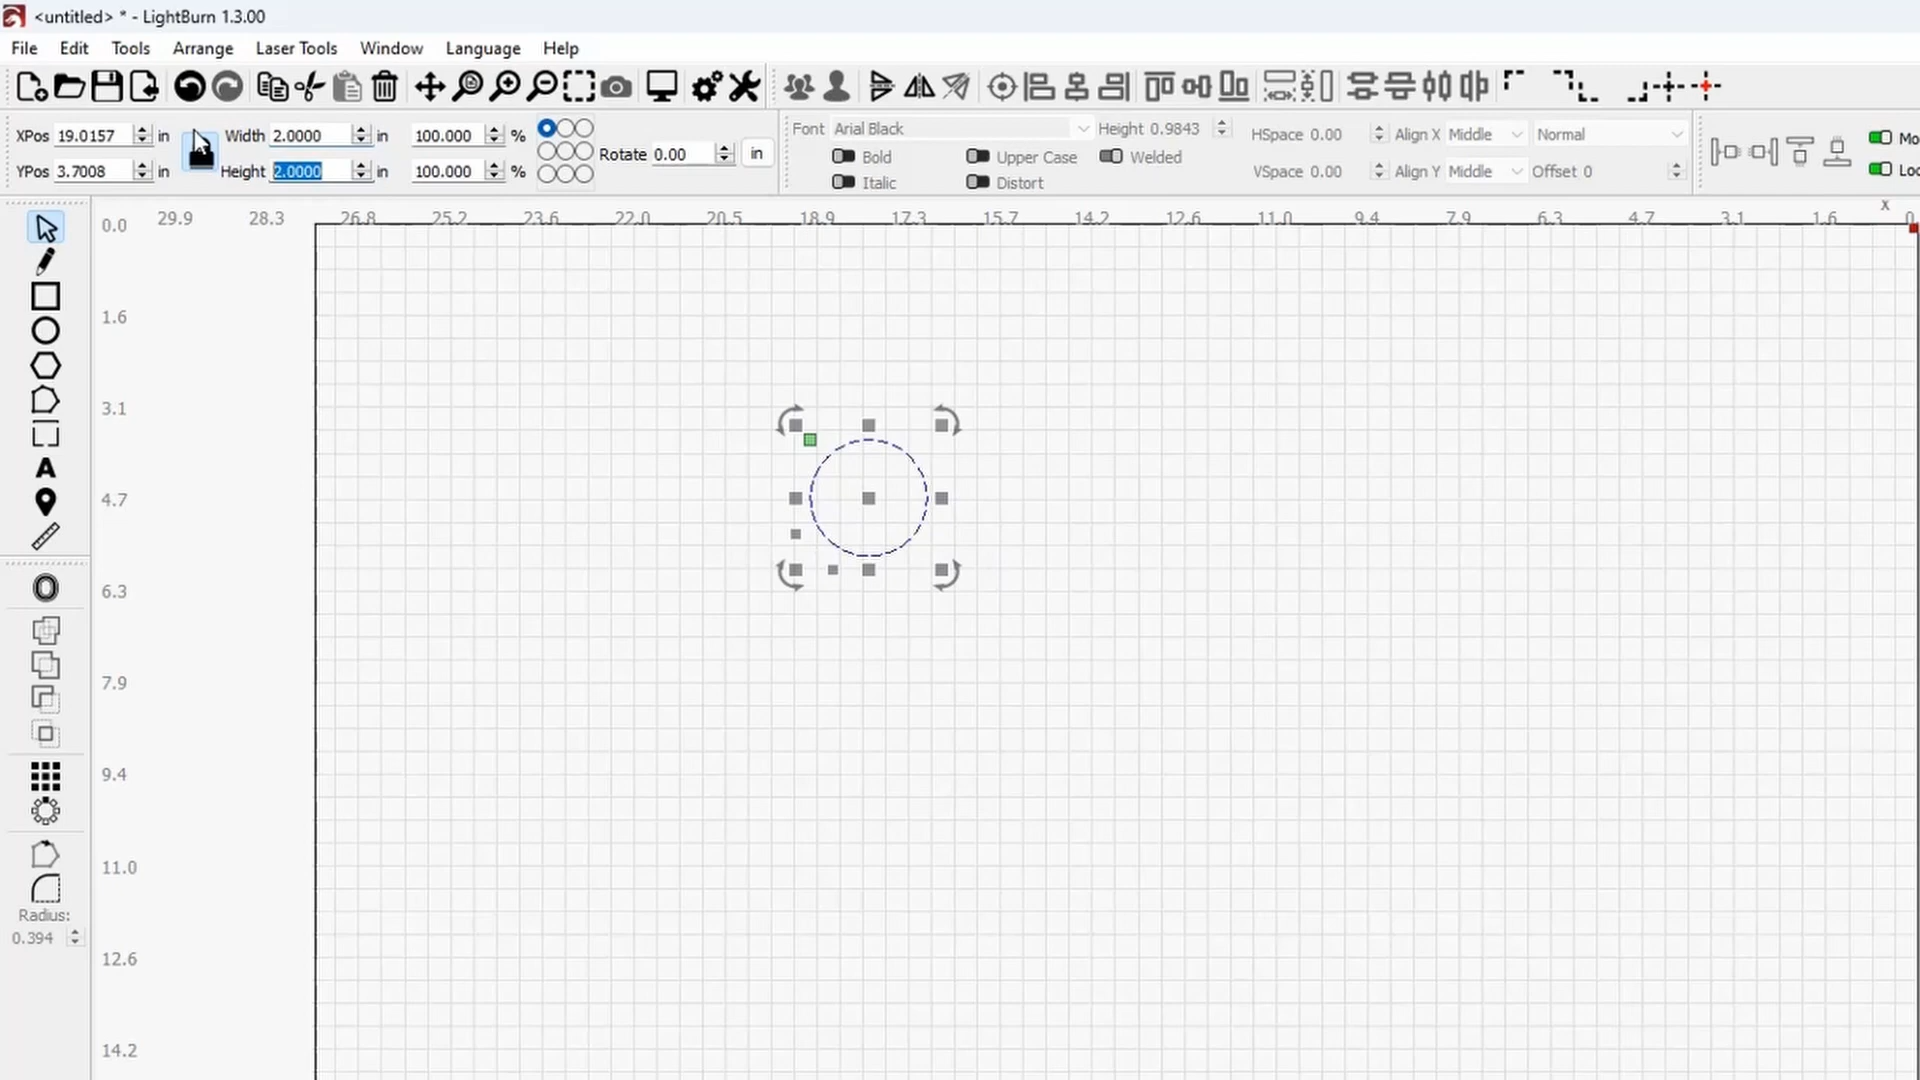 <untitled> * - LightBurn 1.3.00
File Edit Tools Arrange Laser Tools Window Language Help
XPos 19.0157 in Width 2.0000 in 100.000 %
YPos 3.7008 in Height 2.0000 in 100.000 %
Rotate 0.00 in
Font Arial Black Height 0.9843
Bold Upper Case Welded
Italic Distort
HSpace 0.00 Align X Middle Normal
VSpace 0.00 Align Y Middle Offset 0
Mo
Loc
29.9 28.3 26.8 25.2 23.6 22.0 20.5 18.9 17.3 15.7 14.2 12.6 11.0 9.4 7.9 6.3 4.7 3.1 1.6 0
X
0.0
1.6
3.1
4.7
6.3
7.9
9.4
11.0
12.6
14.2
A
Radius:
0.394